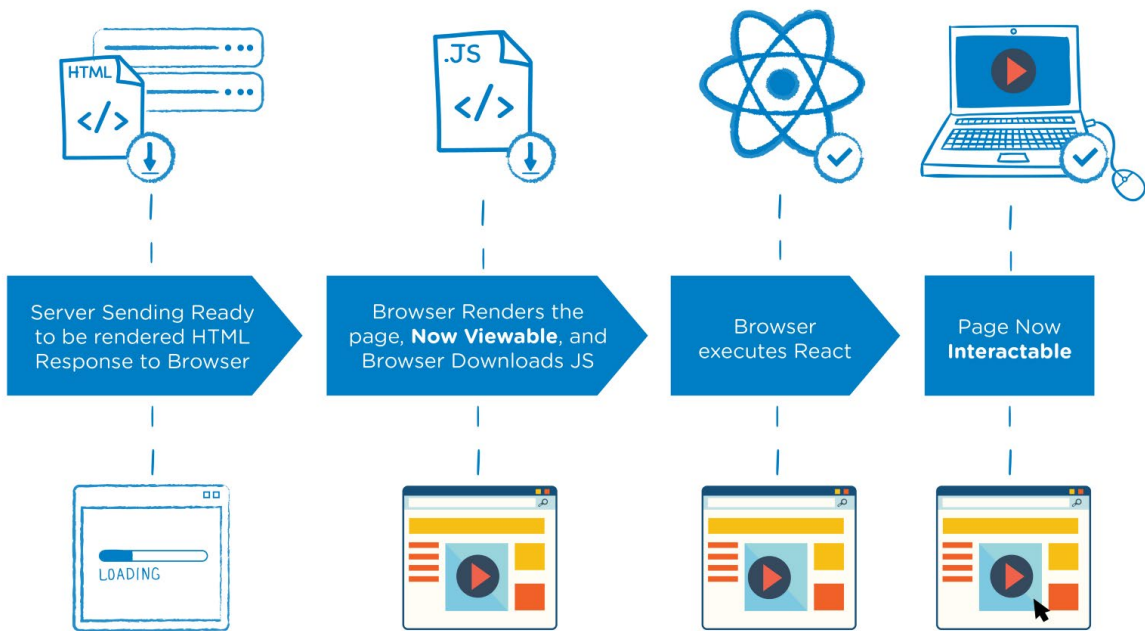 HTML
</>
.JS
</>
Server Sending Ready
to be rendered HTML
Response to Browser
Browser Renders the
page, Now Viewable, and
Browser Downloads JS
Browser
executes React
Page Now
Interactable
LOADING